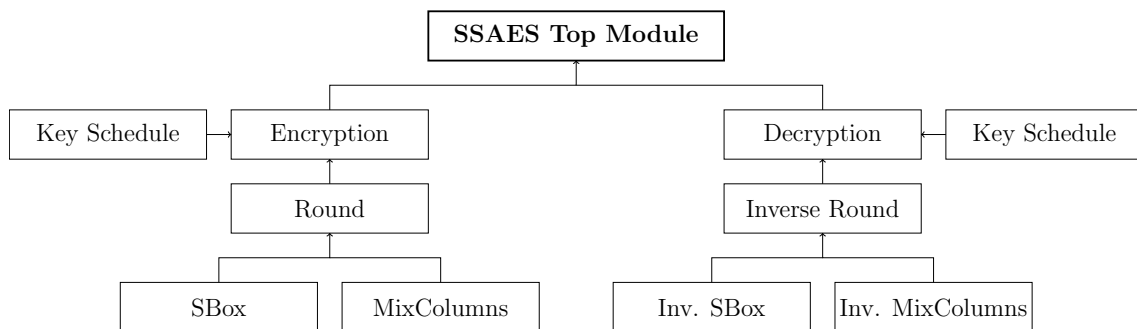 SSAES Top Module
Key Schedule
Encryption
Decryption
Key Schedule
Round
Inverse Round
SBox
MixColumns
Inv. SBox
Inv. MixColumns